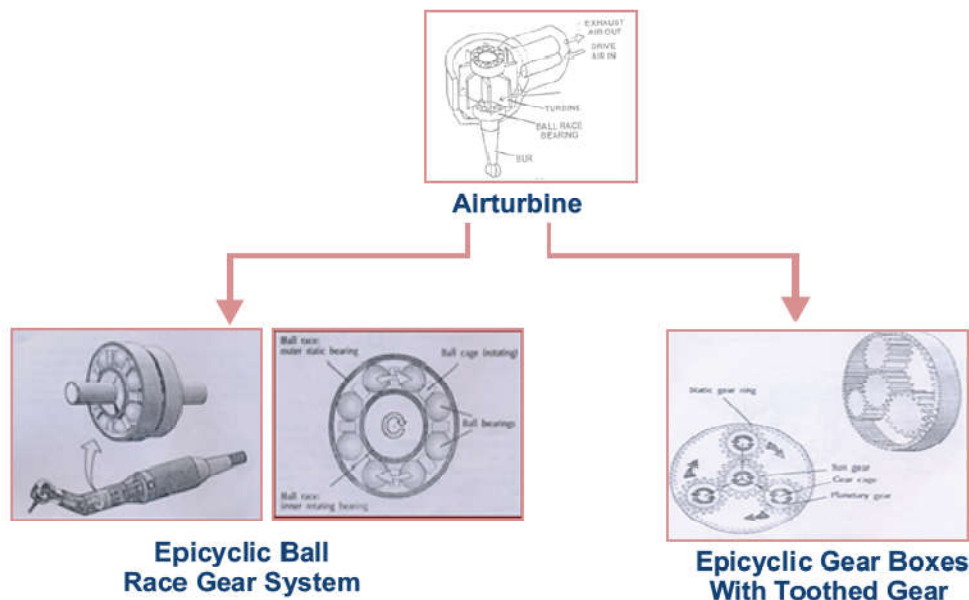 EXHAUST
AIR OUT
DRIVE
AIR IN
TURBINE
BALL RACE
BEARING
BUR
Airturbine
Ball race:
outer static bearing
Ball cage (rotating)
Ball bearings
Ball race:
inner rotating bearing
Static gear ring
Sun gear
Gear cage
Planetary gear
Epicyclic Ball
Race Gear System
Epicyclic Gear Boxes
With Toothed Gear